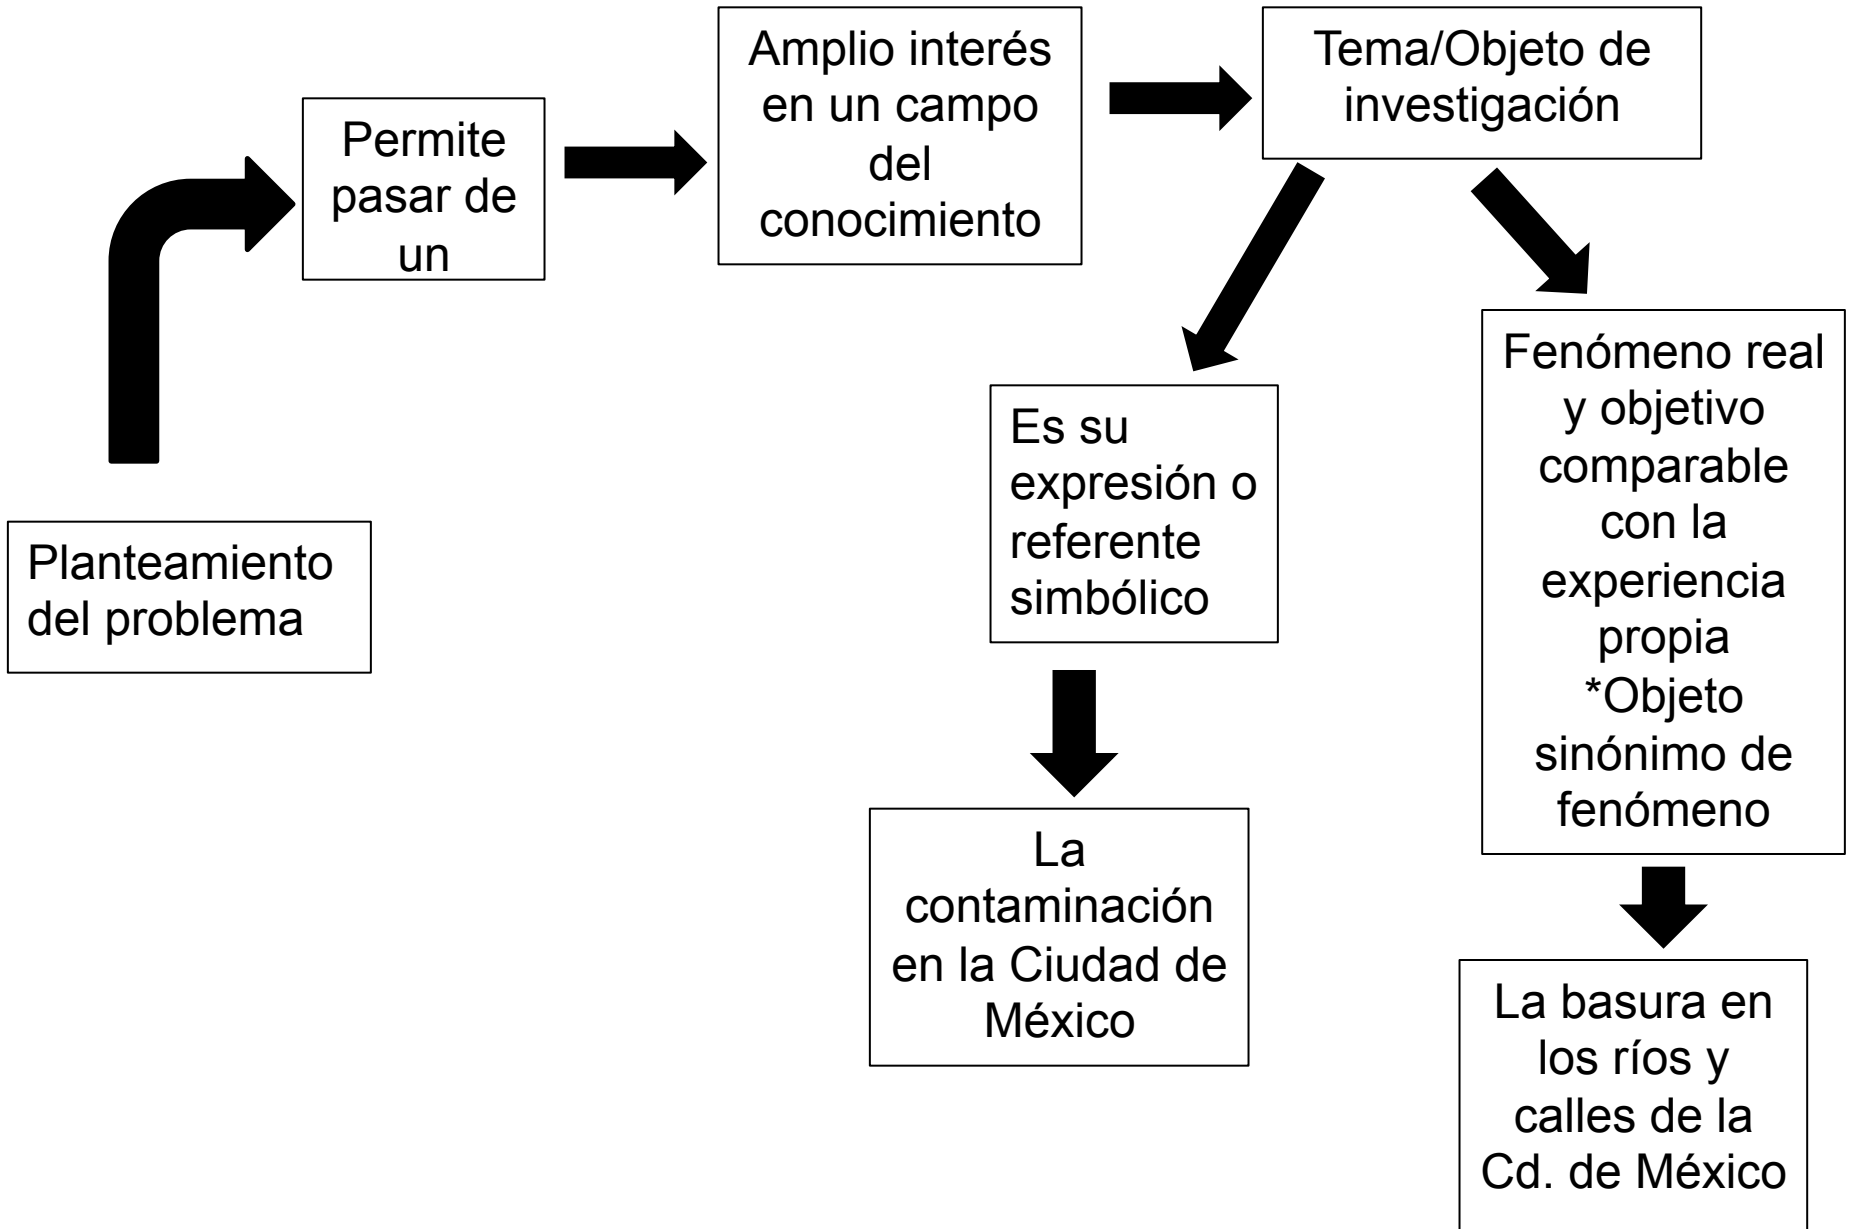 Planteamiento
del problema
Permite
pasar de
un
Amplio interés
en un campo
del
conocimiento
Tema/Objeto de
investigación
Es su
expresión o
referente
simbólico
La
contaminación
en la Ciudad de
México
Fenómeno real
y objetivo
comparable
con la
experiencia
propia
*Objeto
sinónimo de
fenómeno
La basura en
los ríos y
calles de la
Cd. de México